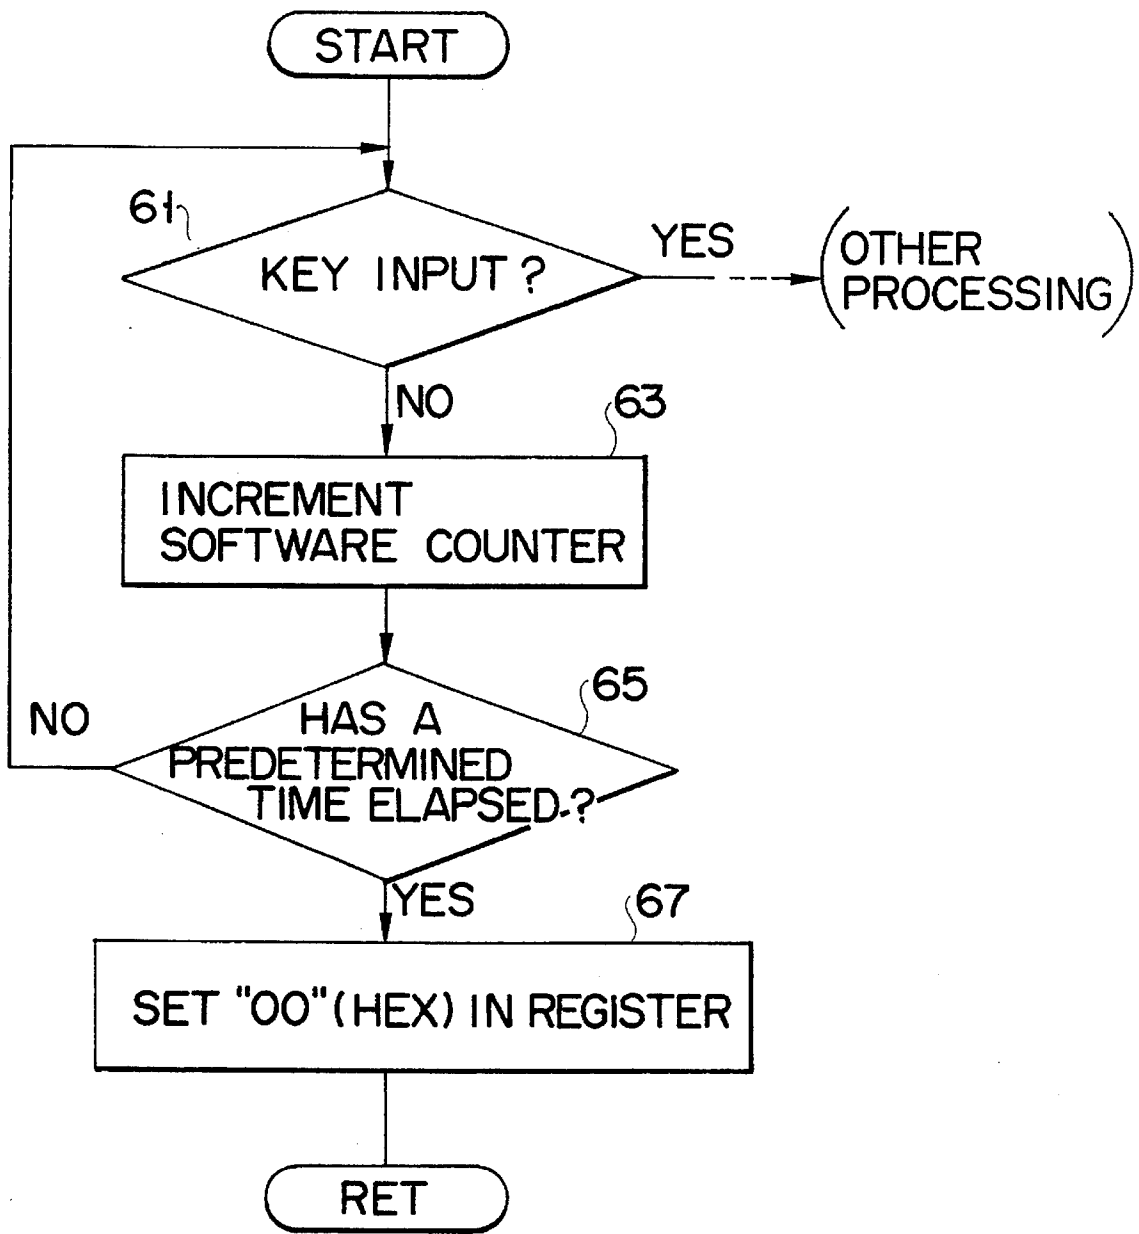 START
61
KEY INPUT ?
YES
(OTHER
PROCESSING)
NO
63
INCREMENT
SOFTWARE COUNTER
65
NO
HAS A
PREDETERMINED
TIME ELAPSED ?
YES
67
SET "00" (HEX) IN REGISTER
RET